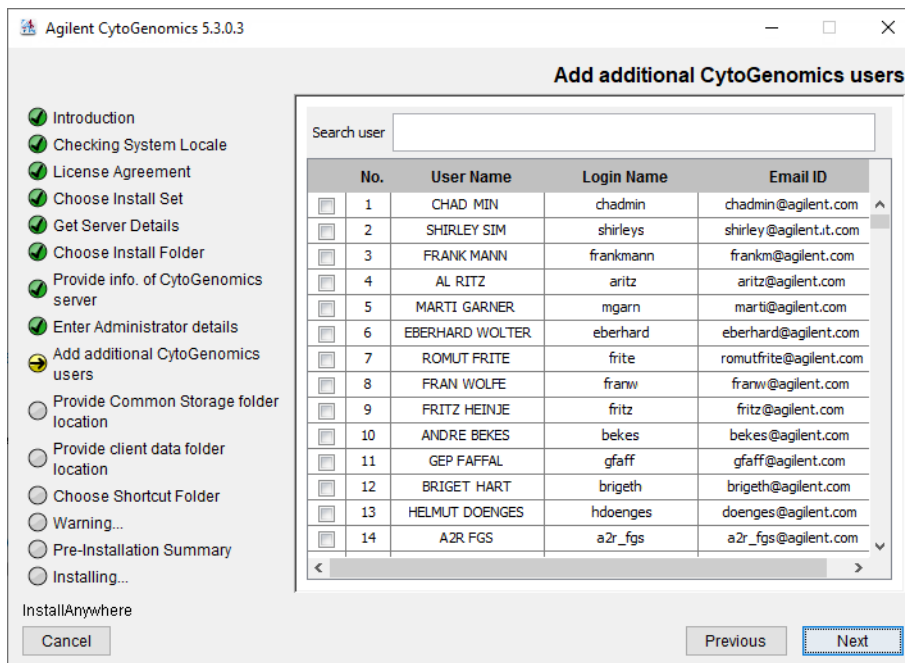 Agilent CytoGenomics 5.3.0.3
Add additional CytoGenomics users
Introduction
Checking System Locale
License Agreement
Choose Install Set
Get Server Details
Choose Install Folder
Provide info. of CytoGenomics
server
Enter Administrator details
Add additional CytoGenomics
users
Provide Common Storage folder
location
Provide client data folder
location
Choose Shortcut Folder
Warning...
Pre-Installation Summary
Installing...
Search user
No. User Name Login Name Email ID
1 CHAD MIN chadmin chadmin@agilent.com
2 SHIRLEY SIM shirleys shirley@agilent.it.com
3 FRANK MANN frankmann frankm@agilent.com
4 AL RITZ aritz aritz@agilent.com
5 MARTI GARNER mgarn marti@agilent.com
6 EBERHARD WOLTER eberhard eberhard@agilent.com
7 ROMUT FRITE frite romutfrite@agilent.com
8 FRAN WOLFE franw franw@agilent.com
9 FRITZ HEINJE fritz fritz@agilent.com
10 ANDRE BEKES bekes bekes@agilent.com
11 GEP FAFFAL gfaff gfaff@agilent.com
12 BRIGET HART brigeth brigeth@agilent.com
13 HELMUT DOENGES hdoenges doenges@agilent.com
14 A2R FGS a2r_fgs a2r_fgs@agilent.com
InstallAnywhere
Cancel Previous Next